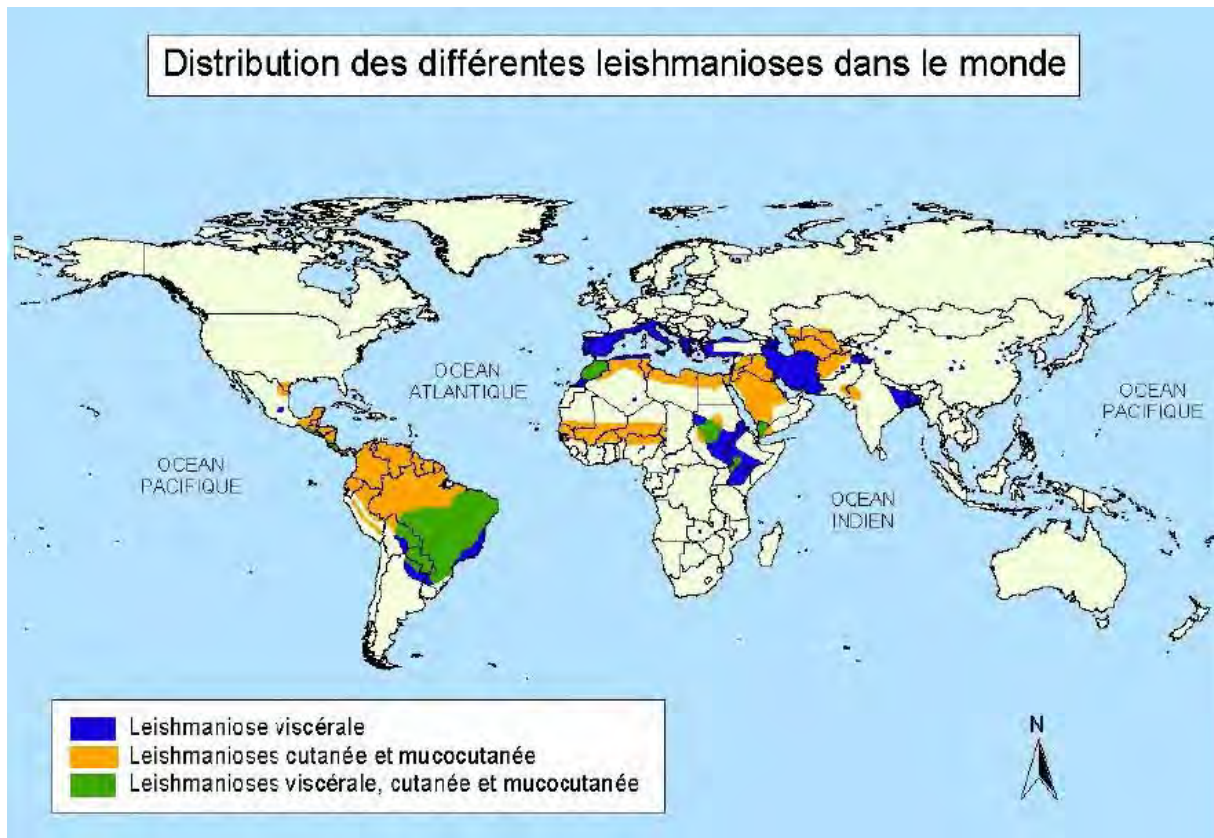 Distribution des différentes leishmanioses dans le monde
OCEAN
ATLANTIQUE
OCEAN
PACIFIQUE
OCEAN
PACIFIQUE
OCEAN
INDIEN
Leishmaniose viscérale
Leishmanioses cutanée et mucocutanée
Leishmanioses viscérale, cutanée et mucocutanée
N